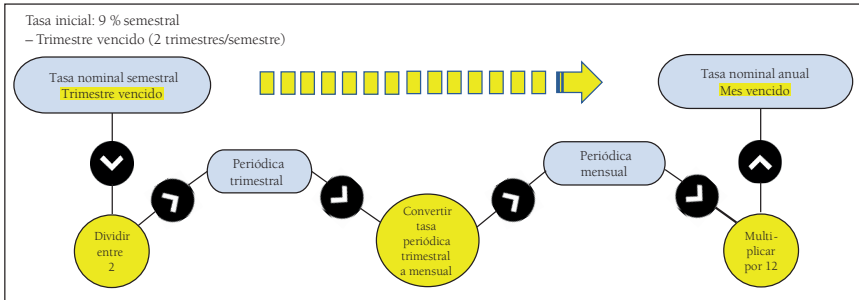 Tasa inicial: 9 % semestral
– Trimestre vencido (2 trimestres/semestre)
Tasa nominal semestral
Trimestre vencido
Tasa nominal anual
Mes vencido
Periódica
trimestral
Periódica
mensual
Dividir
entre
2
Convertir
tasa
periódica
trimestral
a mensual
Multi-
plicar
por 12